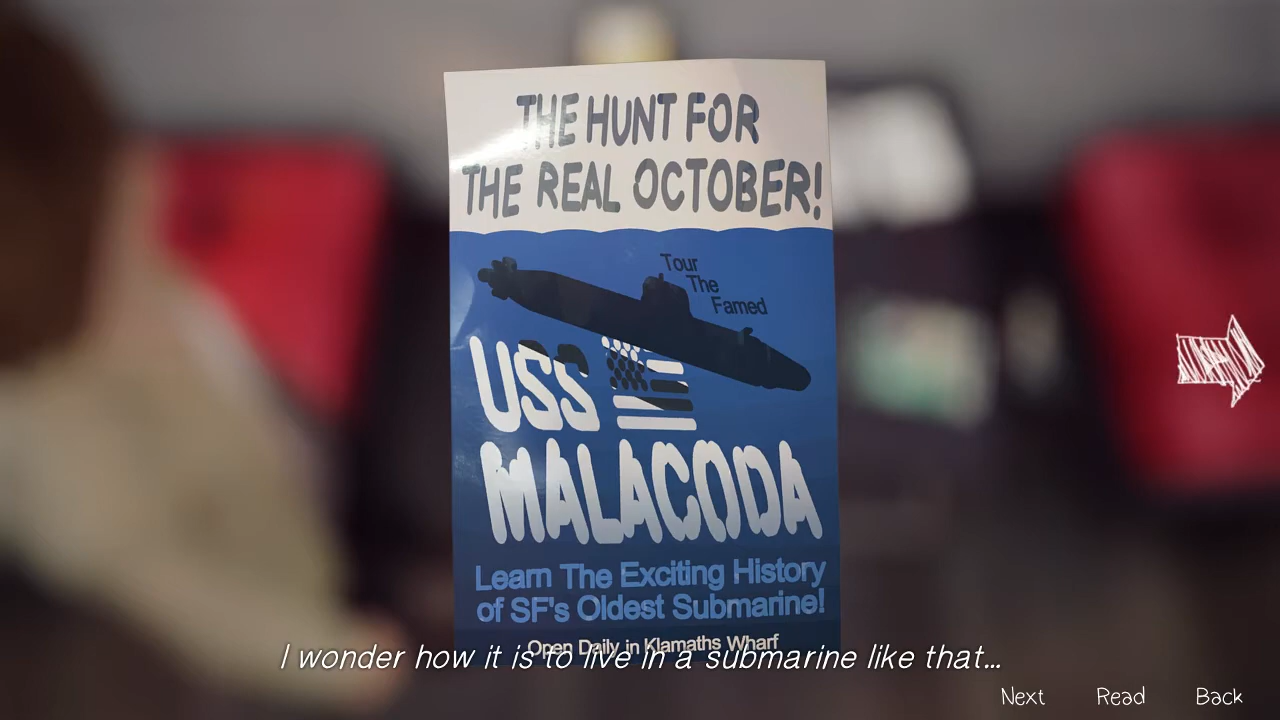 THE HUNT FOR
THE REAL OCTOBER!
Tour
The
Famed
USS
MALACODA
Learn The Exciting History
of SF's Oldest Submarine!
Open Daily in Klamaths Wharf
I wonder how it is to live in a submarine like that...
Next Read Back